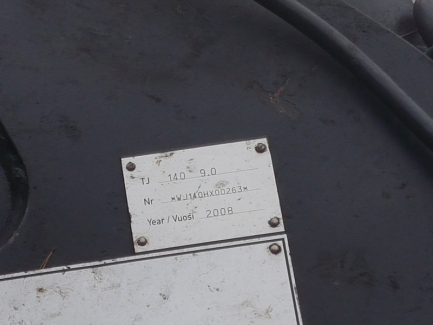 TJ 140 9.0
Nr *WJ140HX00263*
Year / Vuosi 2008